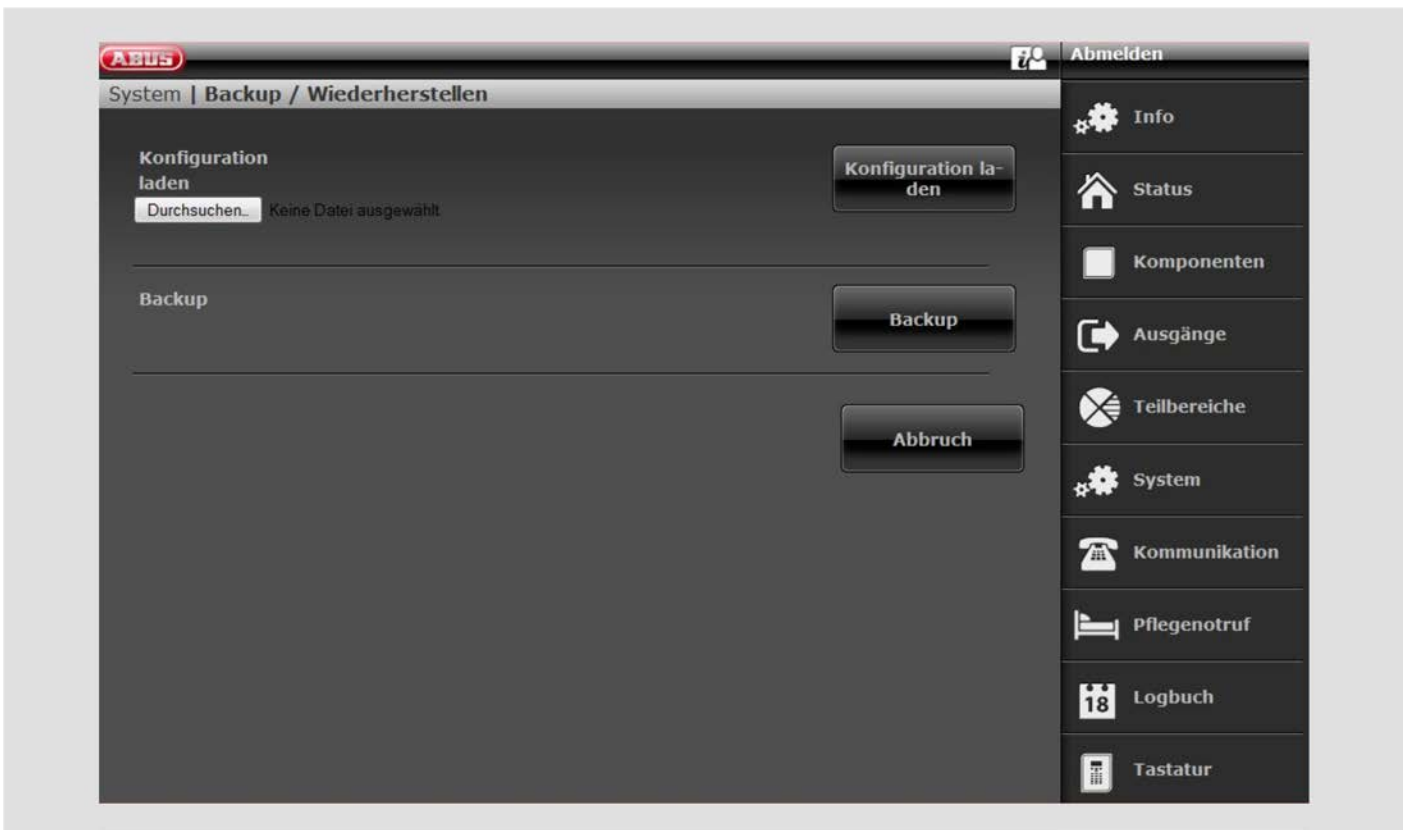 ABUS
i
Abmelden
System | Backup / Wiederherstellen
Konfiguration
laden
Durchsuchen...
Keine Datei ausgewählt.
Konfiguration la-
den
Backup
Backup
Abbruch
Info
Status
Komponenten
Ausgänge
Teilbereiche
System
Kommunikation
Pflegenotruf
18
Logbuch
Tastatur